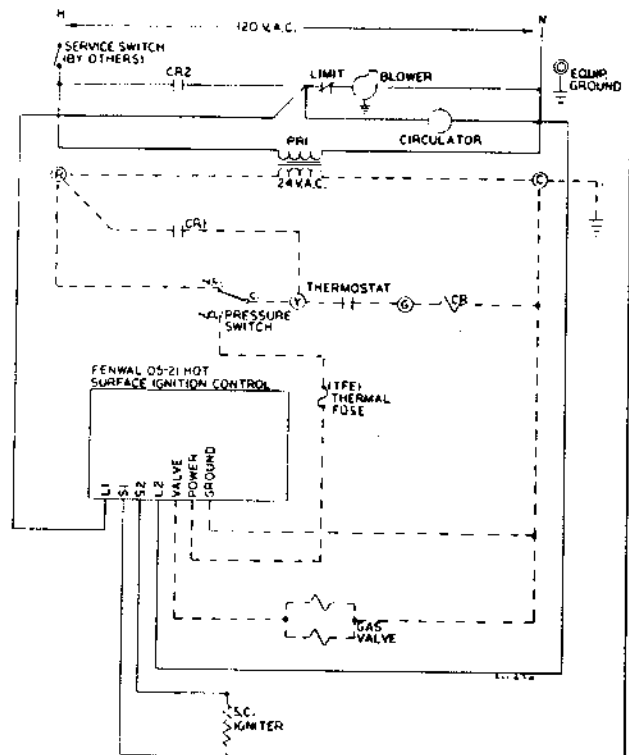 H
120 V.A.C.
N
SERVICE SWITCH
(BY OTHERS)
CR2
LIMIT
BLOWER
EQUIP.
GROUND
CIRCULATOR
PRI
24 V.A.C.
R
C
CR1
THERMOSTAT
C.
Y
G
CR
PRESSURE
SWITCH
FENWAL 05-21 HOT
SURFACE IGNITION CONTROL
(TFE)
THERMAL
FUSE
L1
S1
S2
L2
VALVE
POWER
GROUND
GAS
VALVE
S.C.
IGNITER